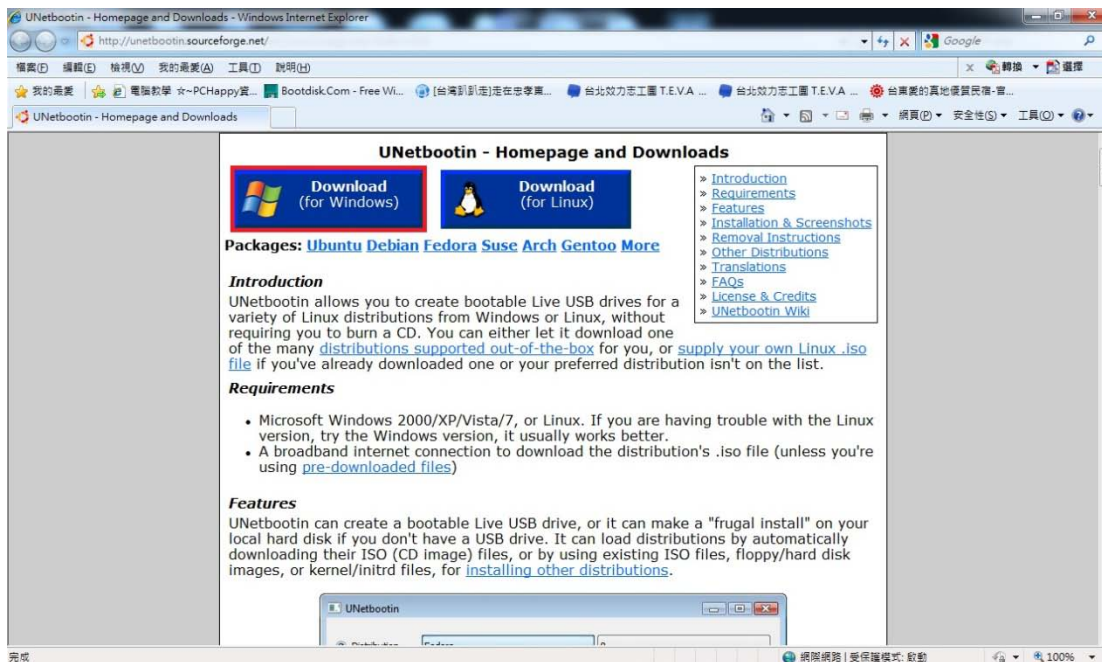 UNetbootin - Homepage and Downloads - Windows Internet Explorer
http://unetbootin.sourceforge.net/
Google
檔案(F) 編輯(E) 檢視(V) 我的最愛(A) 工具(T) 說明(H)
轉換 選擇
我的最愛 電腦教學 ☆~PCHappy資... Bootdisk.Com - Free Wi... [台灣趴趴走]走在忠孝東... 台北效力志工團 T.E.V.A ... 台北效力志工團 T.E.V.A ... 台東愛的真地優質民宿-官...
UNetbootin - Homepage and Downloads
網頁(P) 安全性(S) 工具(O)
UNetbootin - Homepage and Downloads
Download
(for Windows)
Download
(for Linux)
» Introduction
» Requirements
» Features
» Installation & Screenshots
» Removal Instructions
» Other Distributions
» Translations
» FAQs
» License & Credits
» UNetbootin Wiki
Packages: Ubuntu Debian Fedora Suse Arch Gentoo More
Introduction
UNetbootin allows you to create bootable Live USB drives for a
variety of Linux distributions from Windows or Linux, without
requiring you to burn a CD. You can either let it download one
of the many distributions supported out-of-the-box for you, or supply your own Linux .iso
file if you've already downloaded one or your preferred distribution isn't on the list.
Requirements
• Microsoft Windows 2000/XP/Vista/7, or Linux. If you are having trouble with the Linux
version, try the Windows version, it usually works better.
• A broadband internet connection to download the distribution's .iso file (unless you're
using pre-downloaded files)
Features
UNetbootin can create a bootable Live USB drive, or it can make a "frugal install" on your
local hard disk if you don't have a USB drive. It can load distributions by automatically
downloading their ISO (CD image) files, or by using existing ISO files, floppy/hard disk
images, or kernel/initrd files, for installing other distributions.
UNetbootin
完成
網際網路 | 受保護模式: 啟動
100%